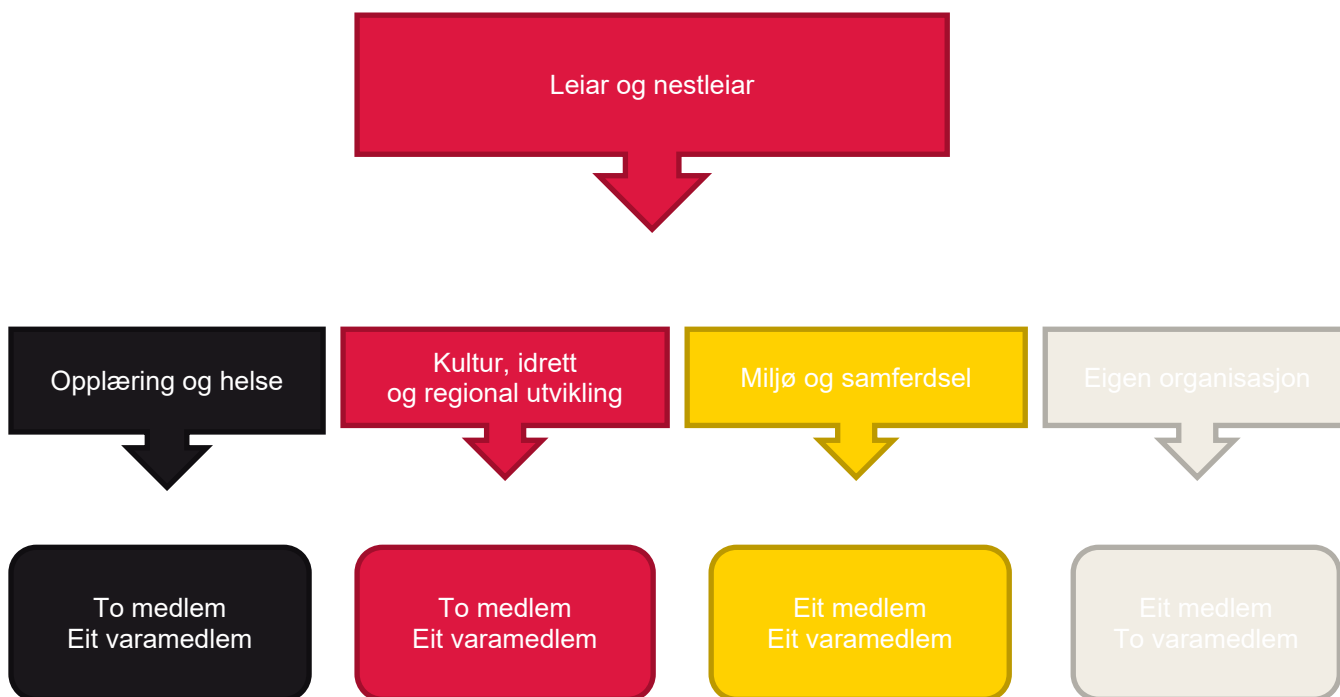 Leiar og nestleiar
Opplæring og helse
Kultur, idrett
og regional utvikling
Miljø og samferdsel
Eigen organisasjon
To medlem
Eit varamedlem
To medlem
Eit varamedlem
Eit medlem
Eit varamedlem
Eit medlem
To varamedlem